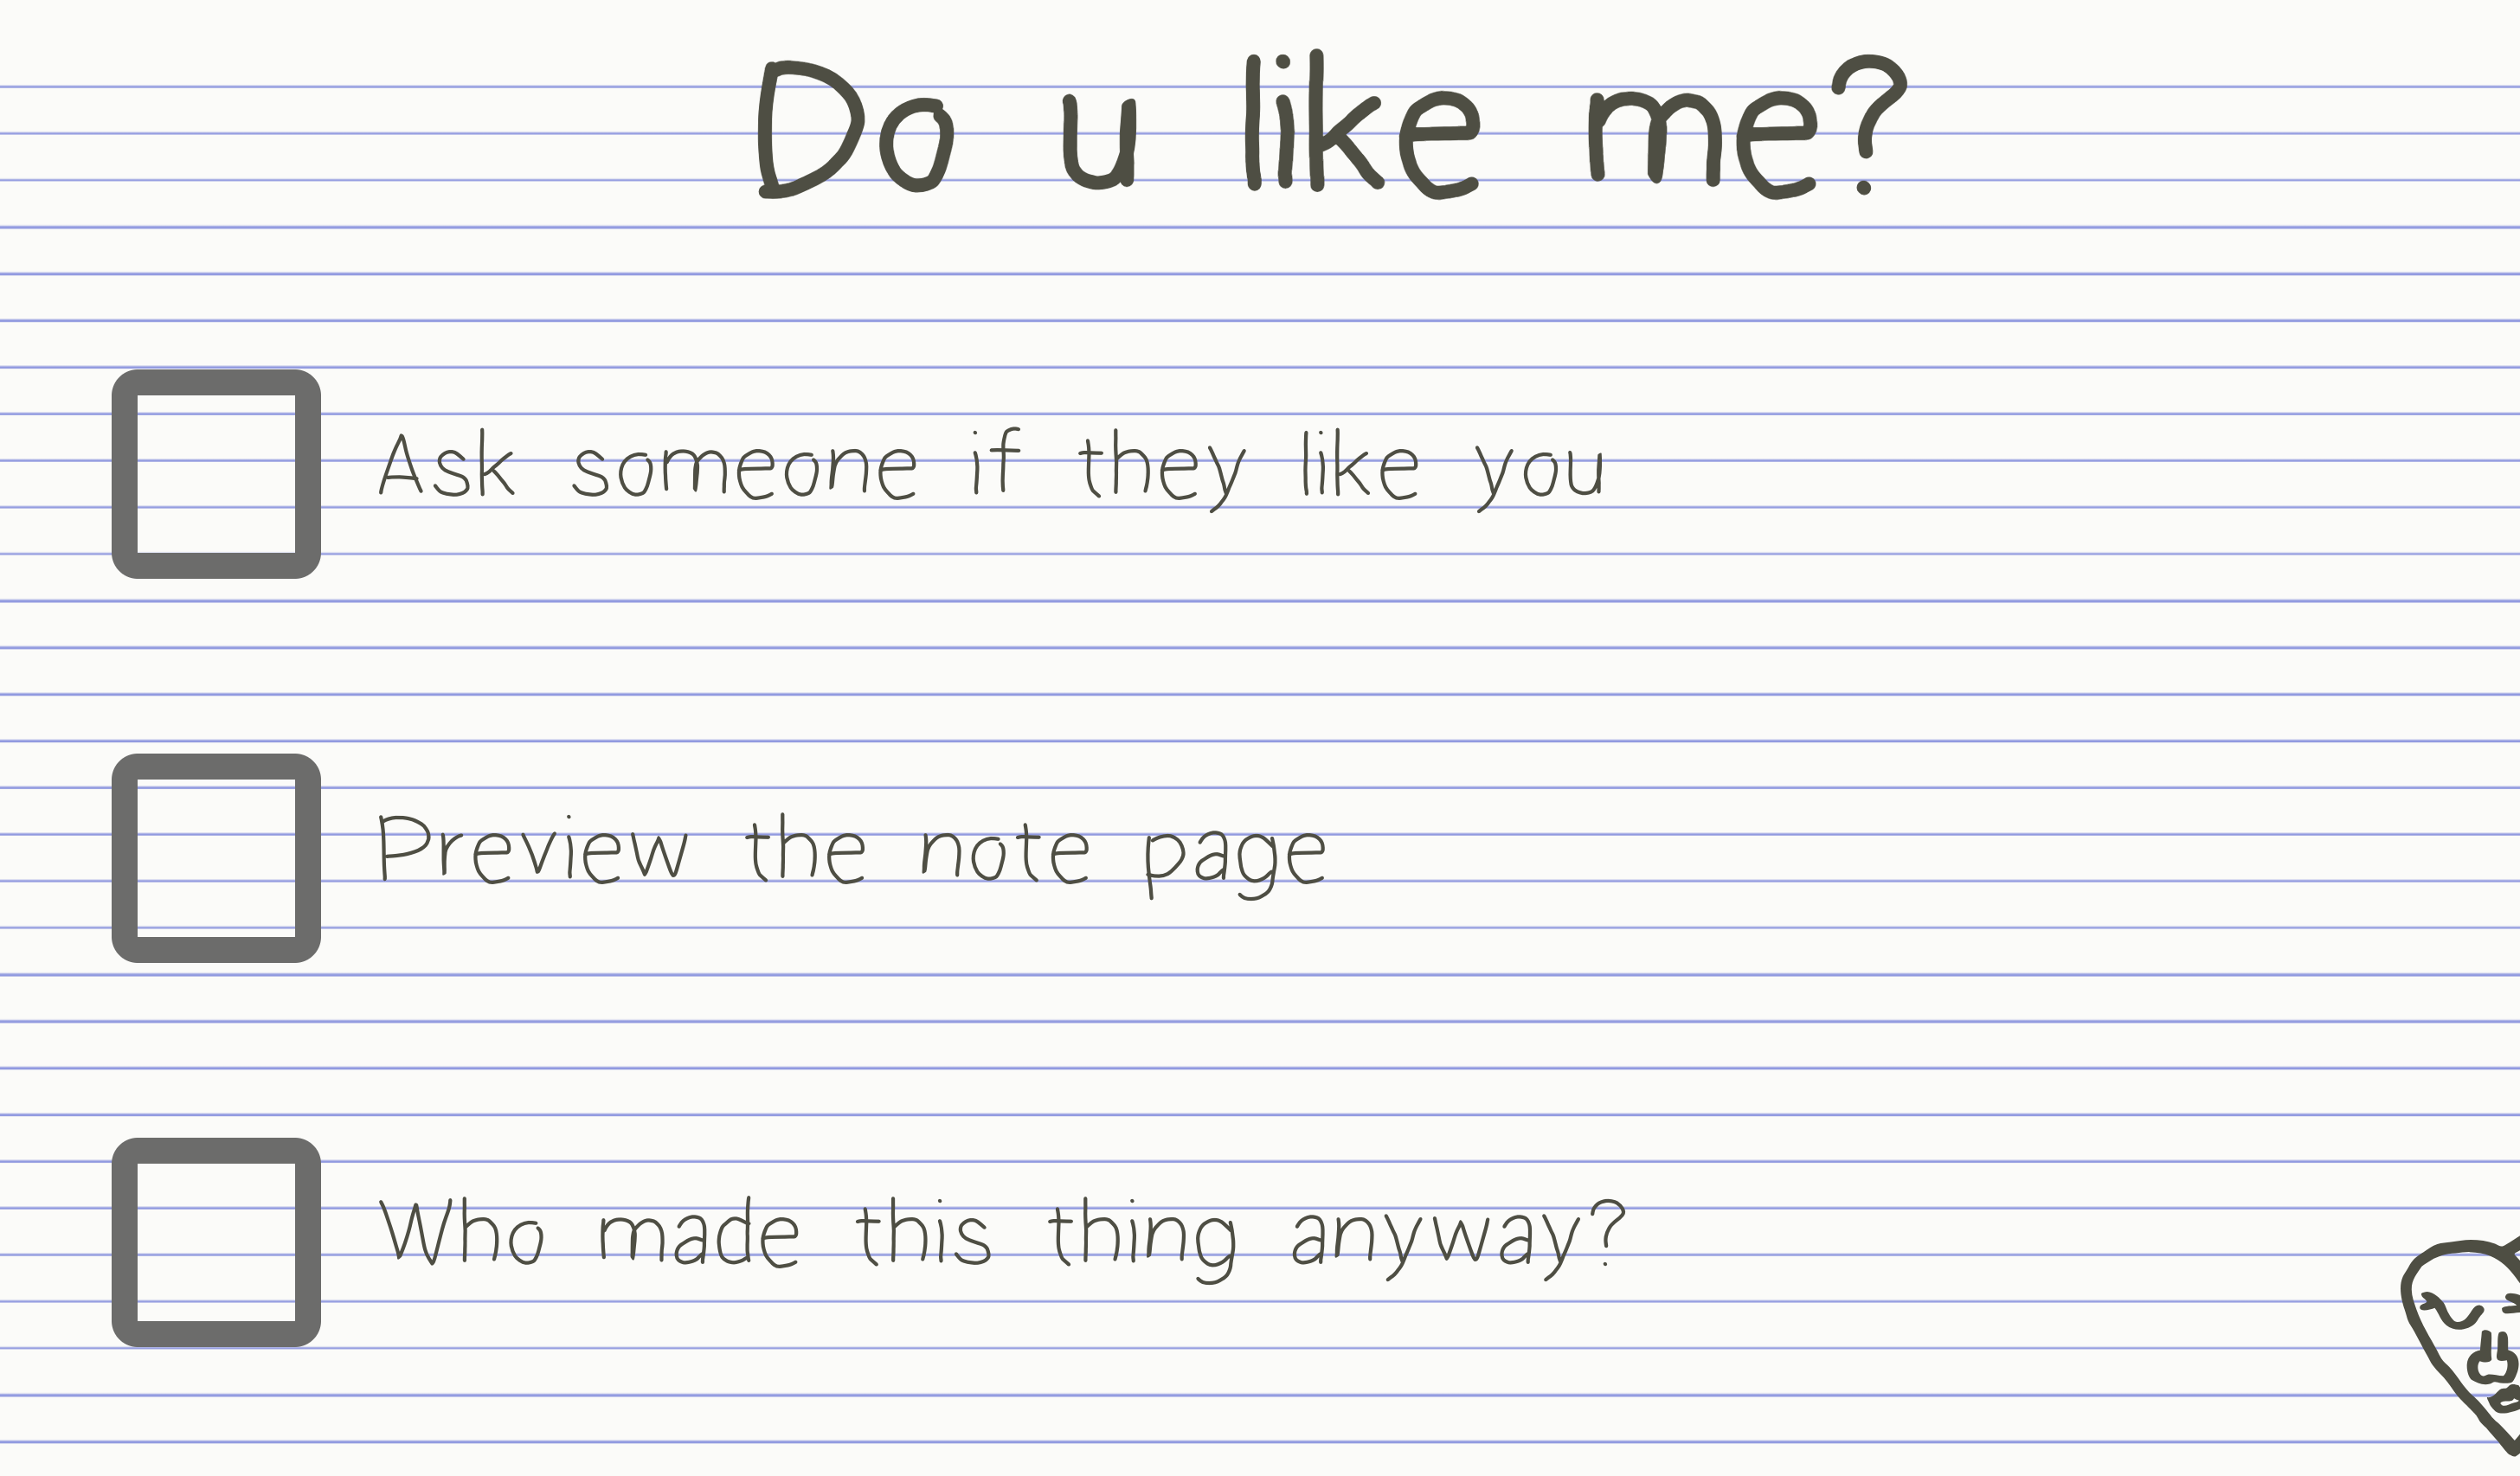 Do u like me?
Ask someone if they like you
Preview the note page
Who made this thing anyway?